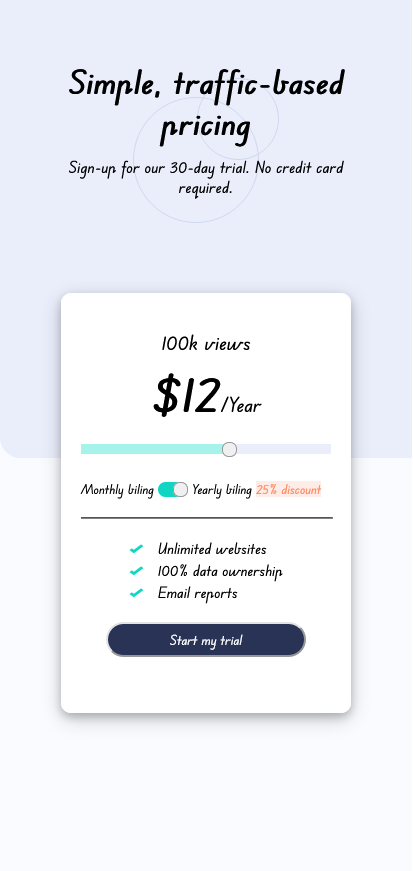 Simple, traffic-based
pricing
Sign-up for our 30-day trial. No credit card
required.
100k views
$12/Year
Monthly biling Yearly biling 25% discount
Unlimited websites
100% data ownership
Email reports
Start my trial